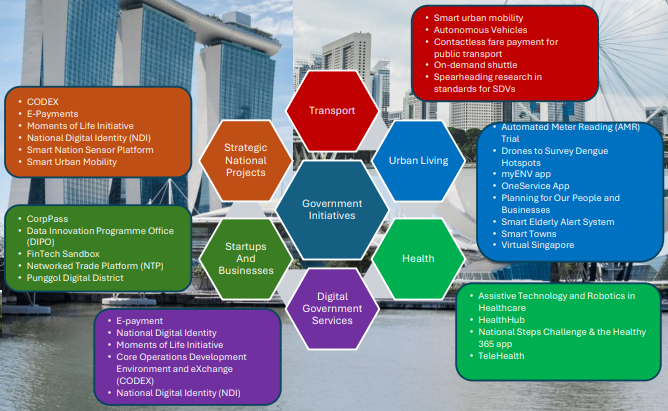 Smart urban mobility
Autonomous Vehicles
Contactless fare payment for
public transport
On-demand shuttle
Spearheading research in
standards for SDVs
CODEX
E-Payments
Moments of Life Initiative
National Digital Identity (NDI)
Smart Nation Sensor Platform
Smart Urban Mobility
Transport
Strategic
National
Projects
Urban Living
Automated Meter Reading (AMR)
Trial
Drones to Survey Dengue
Hotspots
myENV app
OneService App
Planning for Our People and
Businesses
Smart Elderly Alert System
Smart Towns
Virtual Singapore
Government
Initiatives
CorpPass
Data Innovation Programme Office
(DIPO)
FinTech Sandbox
Networked Trade Platform (NTP)
Punggol Digital District
Startups
And
Businesses
Health
Digital
Government
Services
Assistive Technology and Robotics in
Healthcare
HealthHub
National Steps Challenge & the Healthy
365 app
TeleHealth
E-payment
National Digital Identity
Moments of Life Initiative
Core Operations Development
Environment and eXchange
(CODEX)
National Digital Identity (NDI)